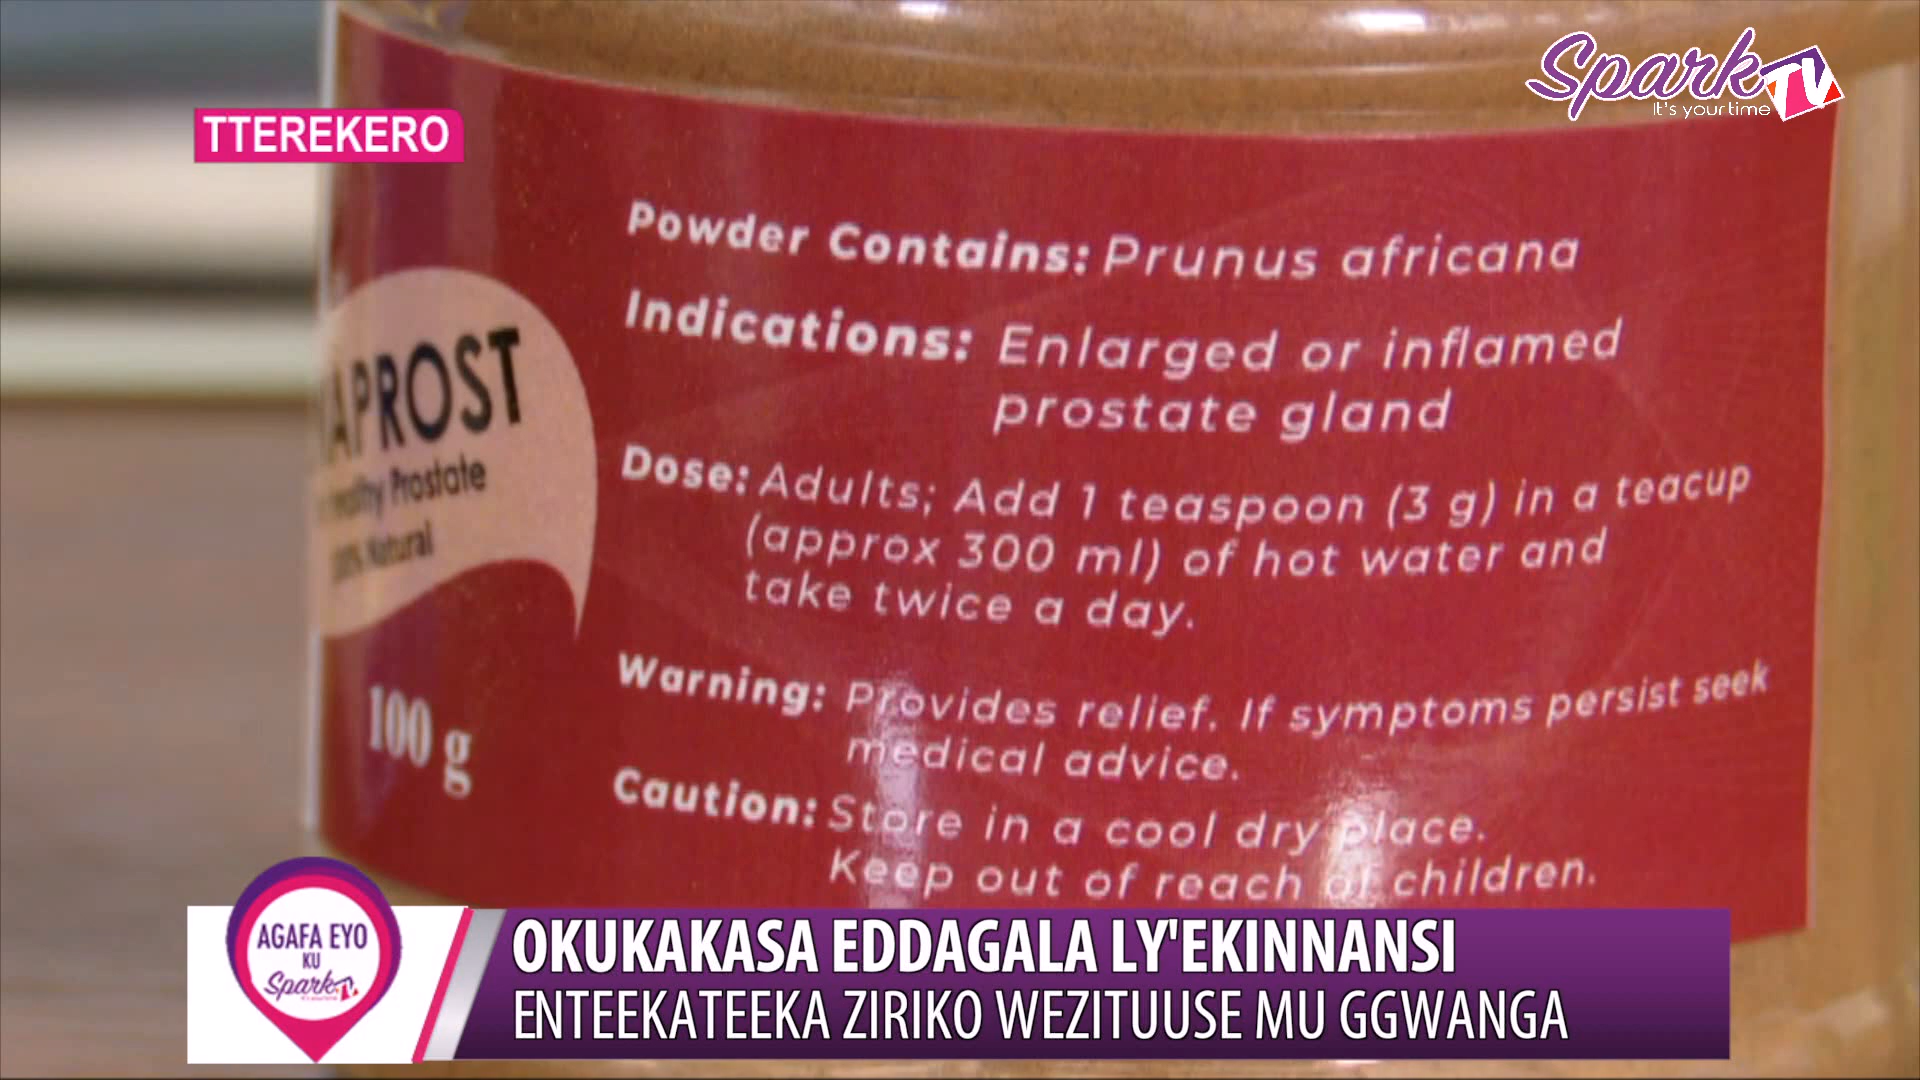 Spark TV
It's your time
TTEREKERO
Powder Contains: Prunus africana
Indications: Enlarged or inflamed
prostate gland
Dose: Adults; Add 1 teaspoon (3 g) in a teacup
(approx 300 ml) of hot water and
take twice a day.
Warning: Provides relief. If symptoms persist seek
medical advice.
Caution: Store in a cool dry place.
Keep out of reach of children.
APROST
Prostate
Natural
100 g
AGAFA EYO
KU
Spark TV
OKUKAKASA EDDAGALA LY'EKINNANSI
ENTEEKATEEKA ZIRIKO WEZITUUSE MU GGWANGA